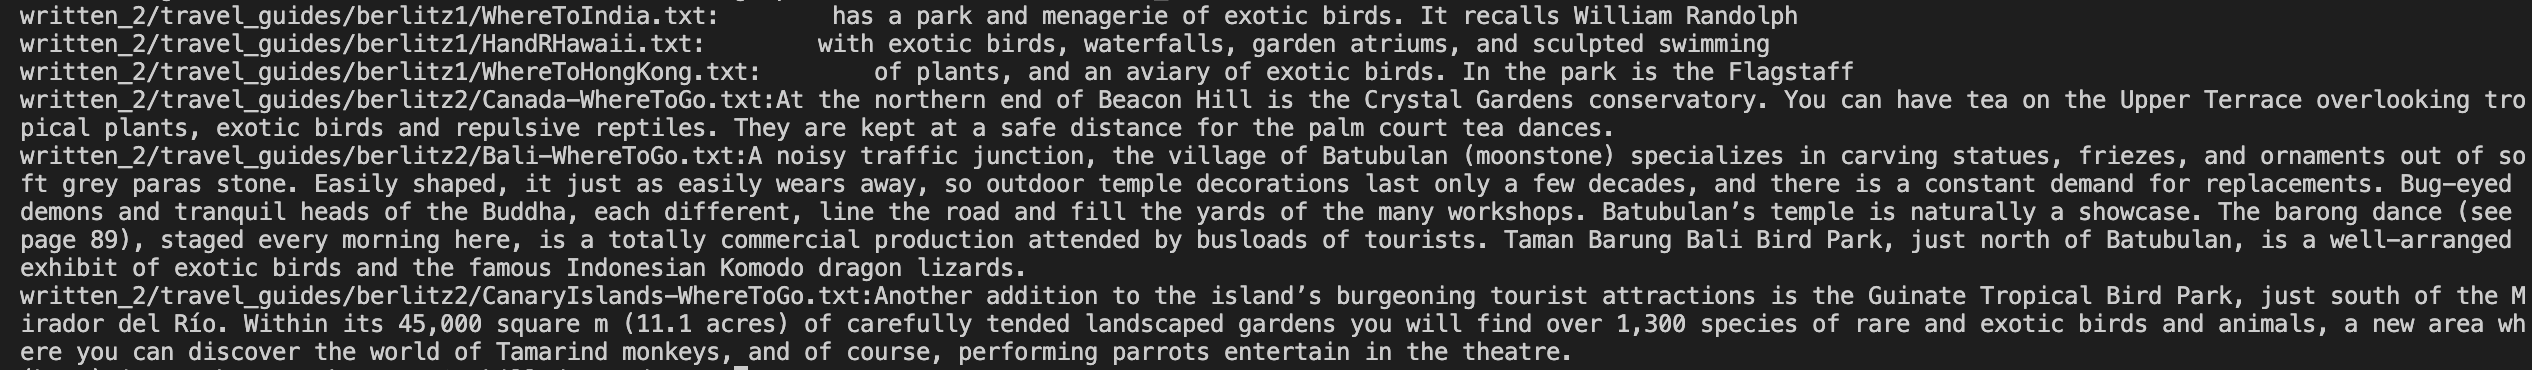 written_2/travel_guides/berlitz1/WhereToIndia.txt:        has a park and menagerie of exotic birds. It recalls William Randolph
written_2/travel_guides/berlitz1/HandRHawaii.txt:        with exotic birds, waterfalls, garden atriums, and sculpted swimming
written_2/travel_guides/berlitz1/WhereToHongKong.txt:        of plants, and an aviary of exotic birds. In the park is the Flagstaff
written_2/travel_guides/berlitz2/Canada-WhereToGo.txt:At the northern end of Beacon Hill is the Crystal Gardens conservatory. You can have tea on the Upper Terrace overlooking tro
pical plants, exotic birds and repulsive reptiles. They are kept at a safe distance for the palm court tea dances.
written_2/travel_guides/berlitz2/Bali-WhereToGo.txt:A noisy traffic junction, the village of Batubulan (moonstone) specializes in carving statues, friezes, and ornaments out of so
ft grey paras stone. Easily shaped, it just as easily wears away, so outdoor temple decorations last only a few decades, and there is a constant demand for replacements. Bug-eyed
demons and tranquil heads of the Buddha, each different, line the road and fill the yards of the many workshops. Batubulan’s temple is naturally a showcase. The barong dance (see
page 89), staged every morning here, is a totally commercial production attended by busloads of tourists. Taman Barung Bali Bird Park, just north of Batubulan, is a well-arranged
exhibit of exotic birds and the famous Indonesian Komodo dragon lizards.
written_2/travel_guides/berlitz2/CanaryIslands-WhereToGo.txt:Another addition to the island’s burgeoning tourist attractions is the Guinate Tropical Bird Park, just south of the M
irador del Río. Within its 45,000 square m (11.1 acres) of carefully tended landscaped gardens you will find over 1,300 species of rare and exotic birds and animals, a new area wh
ere you can discover the world of Tamarind monkeys, and of course, performing parrots entertain in the theatre.